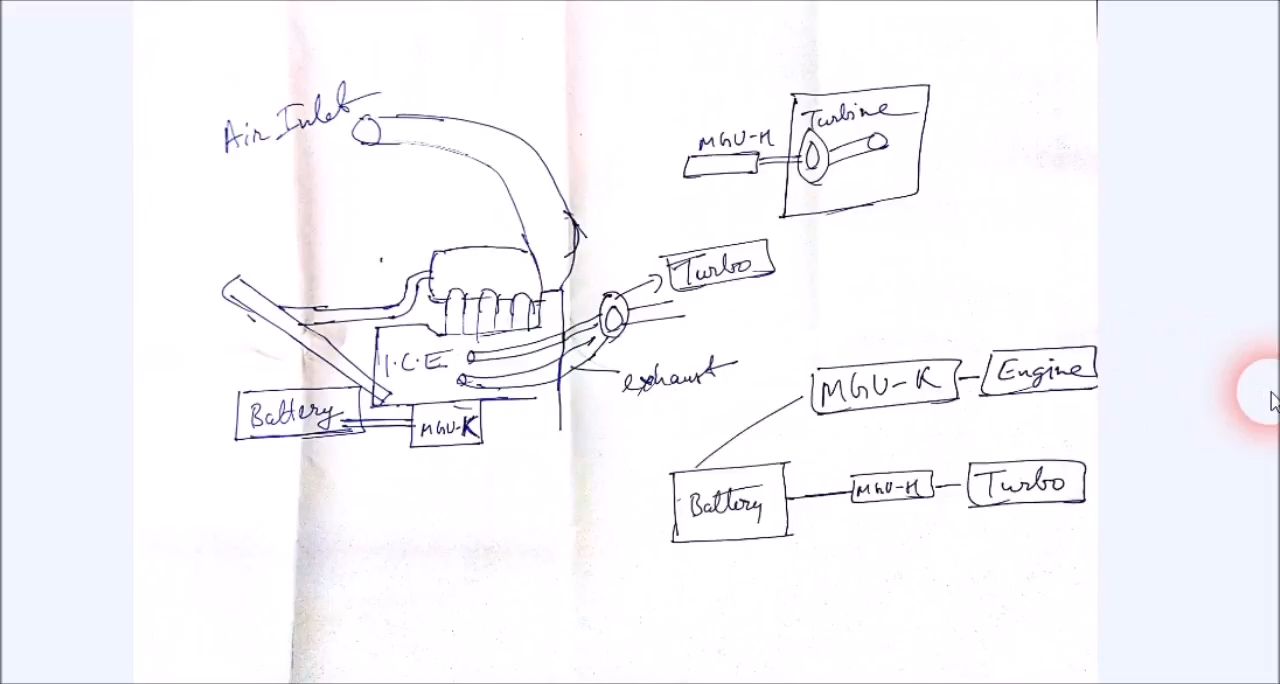 Air Inlet
MGU-H
Turbine
Turbo
I.C.E
exhaust
Battery
MGU-K
MGU-K
Engine
Battery
MGU-H
Turbo